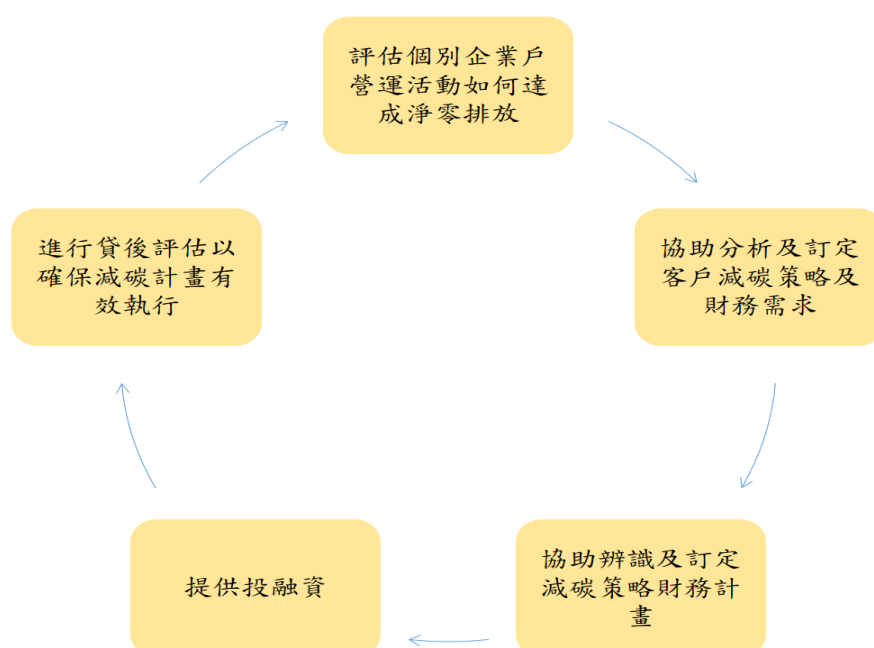 評估個別企業戶
營運活動如何達
成淨零排放
協助分析及訂定
客戶減碳策略及
財務需求
協助辨識及訂定
減碳策略財務計
畫
提供投融資
進行貸後評估以
確保減碳計畫有
效執行